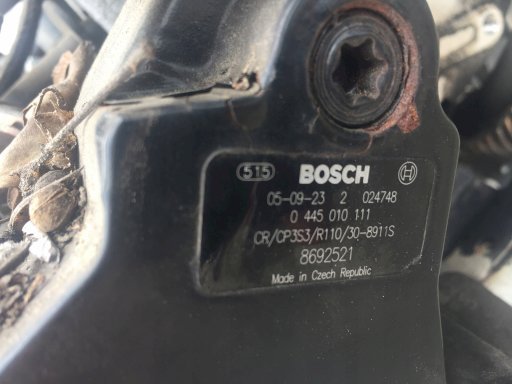 515 BOSCH
05-09-23 2 024748
0 445 010 111
CR/CP3S3/R110/30-8911S
8692521
Made in Czech Republic